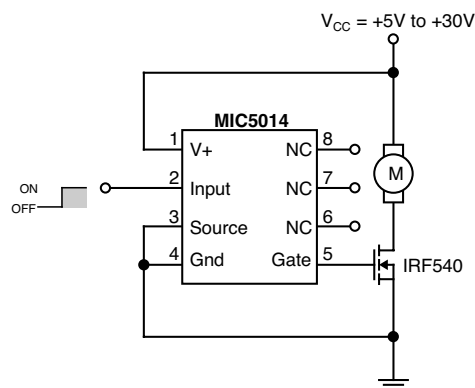 V_CC = +5V to +30V
MIC5014
1 V+ NC 8
ON
OFF
2 Input NC 7
M
3 Source NC 6
4 Gnd Gate 5
IRF540